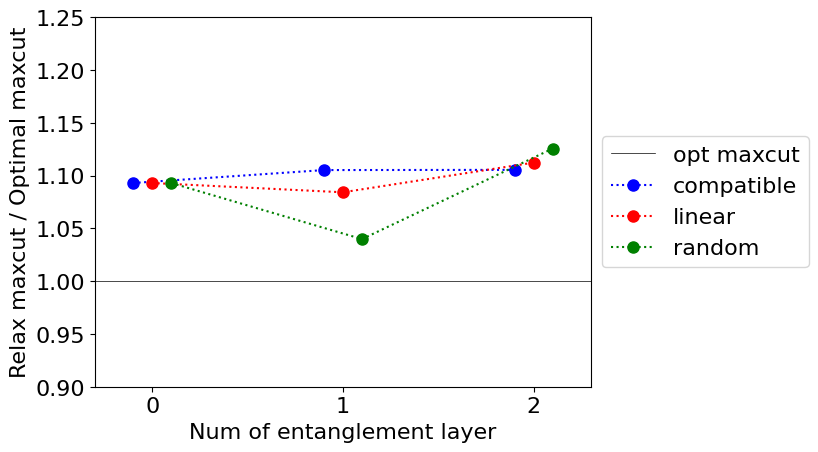 Relax maxcut / Optimal maxcut
1.25
1.20
1.15
1.10
1.05
1.00
0.95
0.90
0
1
2
Num of entanglement layer
opt maxcut
compatible
linear
random